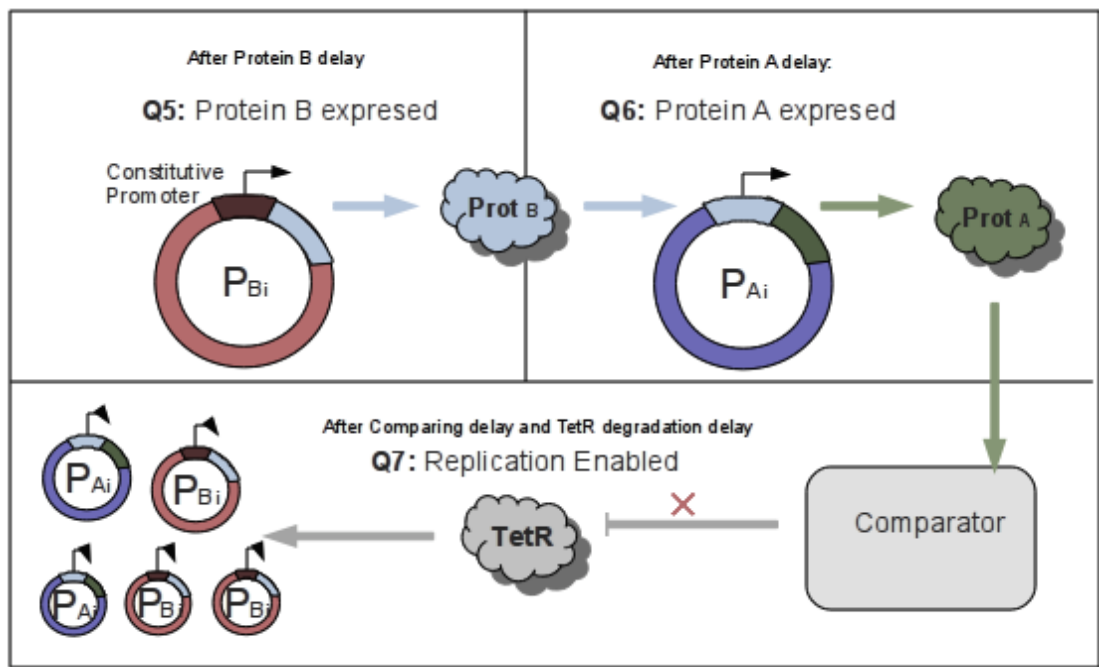 After Protein B delay
Q5: Protein B expresed
Constitutive
Promoter
PBi
Prot B
After Protein A delay:
Q6: Protein A expresed
PAi
Prot A
After Comparing delay and TetR degradation delay
Q7: Replication Enabled
PAi
PBi
PAi
PBi
PBi
TetR
Comparator